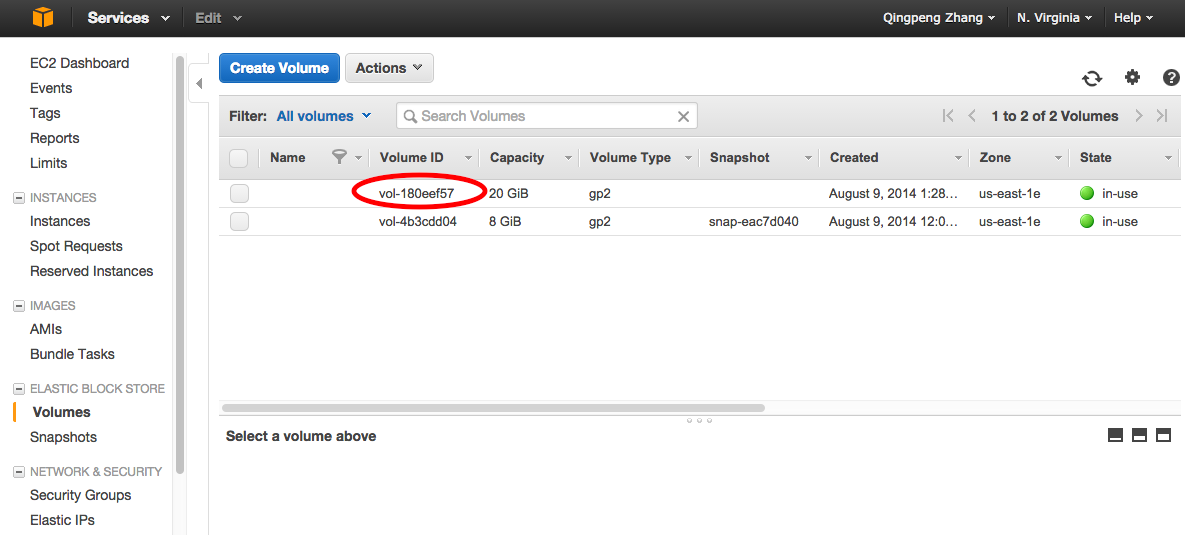 Services Edit Qingpeng Zhang N. Virginia Help
EC2 Dashboard
Events
Tags
Reports
Limits
INSTANCES
Instances
Spot Requests
Reserved Instances
IMAGES
AMIs
Bundle Tasks
ELASTIC BLOCK STORE
Volumes
Snapshots
NETWORK & SECURITY
Security Groups
Elastic IPs
Create Volume Actions
Filter: All volumes Search Volumes 1 to 2 of 2 Volumes
Name Volume ID Capacity Volume Type Snapshot Created Zone State
vol-180eef57 20 GiB gp2 August 9, 2014 1:28... us-east-1e in-use
vol-4b3cdd04 8 GiB gp2 snap-eac7d040 August 9, 2014 12:0... us-east-1e in-use
Select a volume above